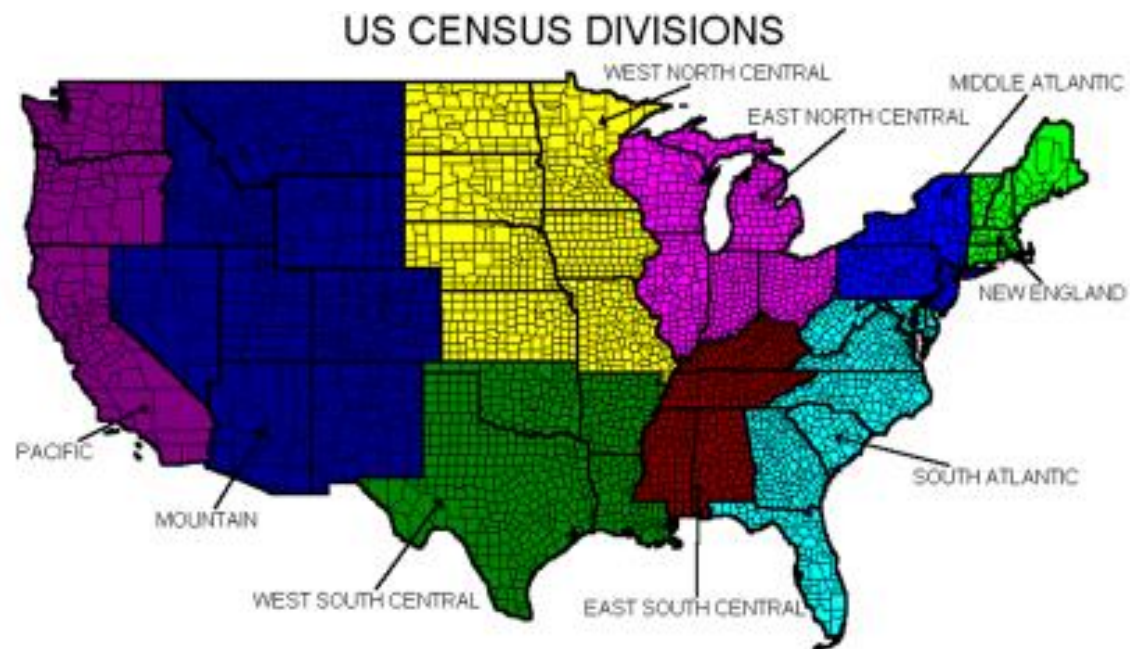 US CENSUS DIVISIONS
WEST NORTH CENTRAL
MIDDLE ATLANTIC
EAST NORTH CENTRAL
NEW ENGLAND
PACIFIC
SOUTH ATLANTIC
MOUNTAIN
WEST SOUTH CENTRAL
EAST SOUTH CENTRAL